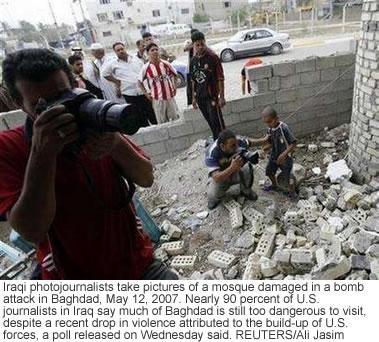 Iraqi photojournalists take pictures of a mosque damaged in a bomb
attack in Baghdad, May 12, 2007. Nearly 90 percent of U.S.
journalists in Iraq say much of Baghdad is still too dangerous to visit,
despite a recent drop in violence attributed to the build-up of U.S.
forces, a poll released on Wednesday said. REUTERS/Ali Jasim